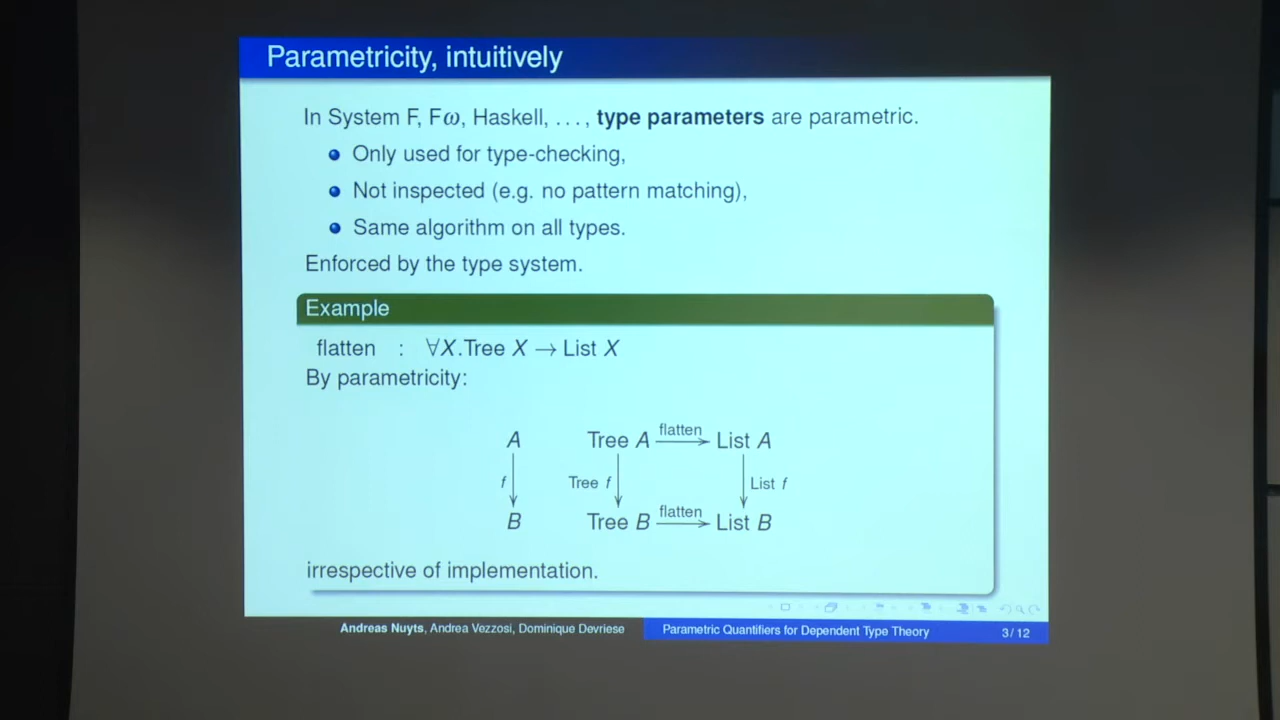 Parametricity, intuitively
In System F, Fω, Haskell, ..., type parameters are parametric.
Only used for type-checking,
Not inspected (e.g. no pattern matching),
Same algorithm on all types.
Enforced by the type system.
Example
flatten : ∀X.Tree X → List X
By parametricity:
A Tree A flatten List A
f Tree f List f
B Tree B flatten List B
irrespective of implementation.
Andreas Nuyts, Andrea Vezzosi, Dominique Devriese Parametric Quantifiers for Dependent Type Theory 3/12